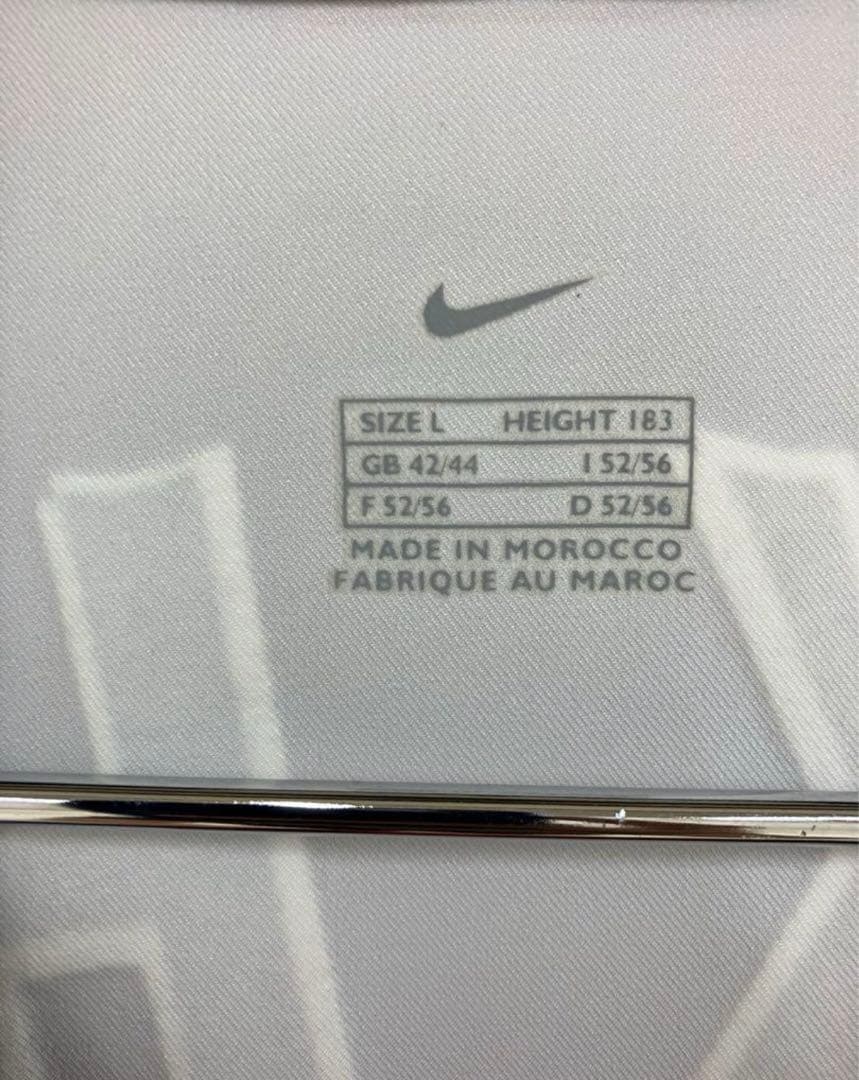 SIZE L HEIGHT 183
GB 42/44 I 52/56
F 52/56 D 52/56
MADE IN MOROCCO
FABRIQUE AU MAROC